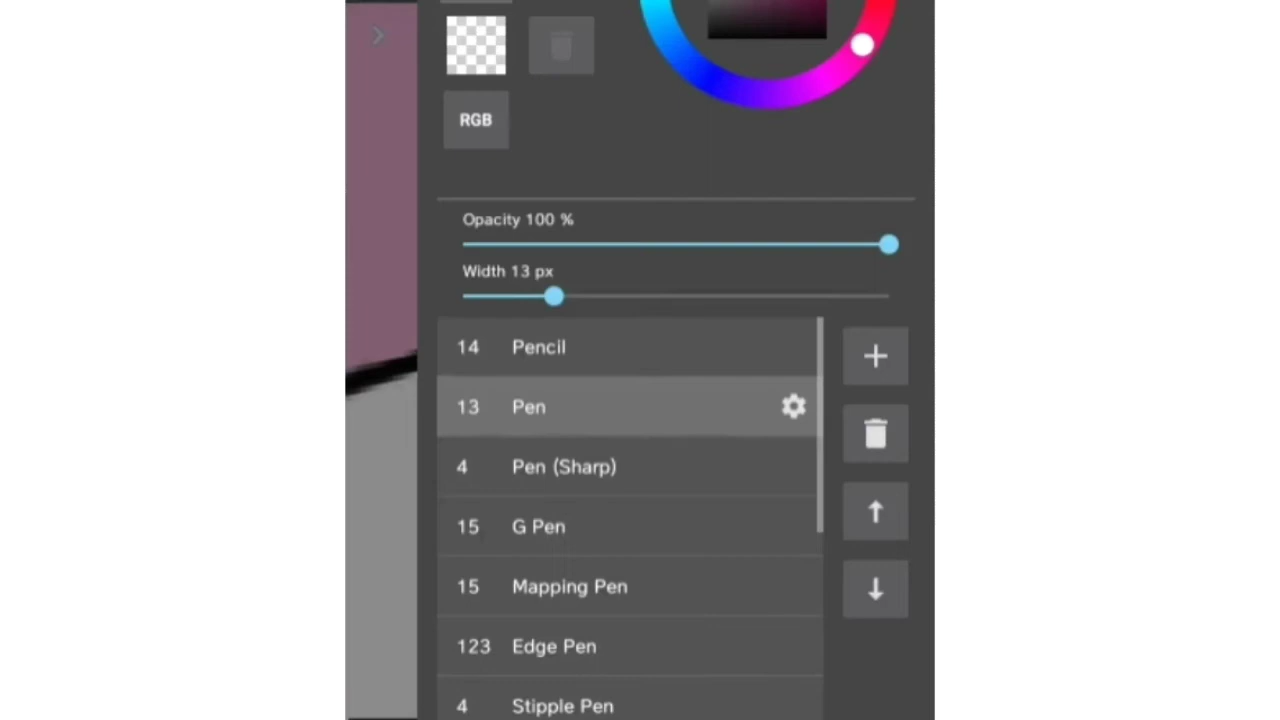 RGB
Opacity 100 %
Width 13 px
14 Pencil
13 Pen
4 Pen (Sharp)
15 G Pen
15 Mapping Pen
123 Edge Pen
4 Stipple Pen